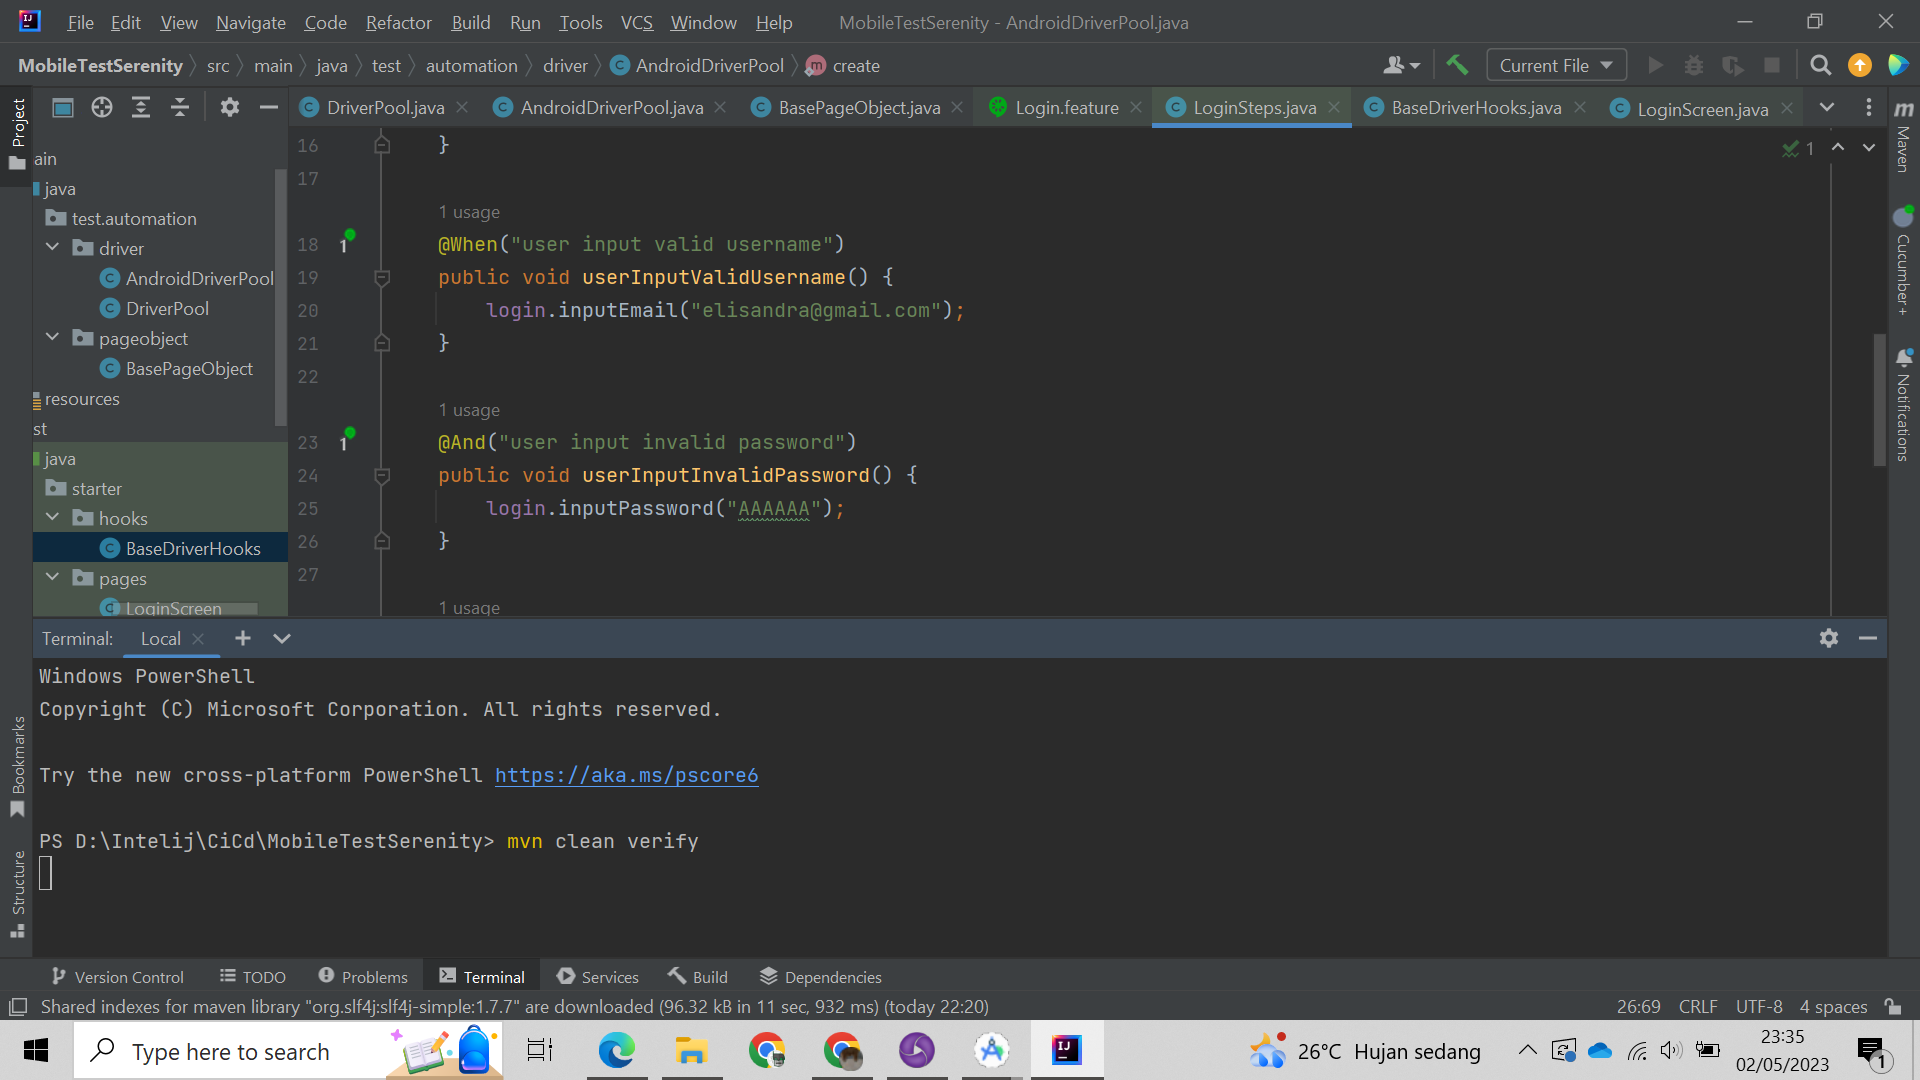 File Edit View Navigate Code Refactor Build Run Tools VCS Window Help MobileTestSerenity - AndroidDriverPool.java
MobileTestSerenity src main java test automation driver AndroidDriverPool create Current File
DriverPool.java AndroidDriverPool.java BasePageObject.java Login.feature LoginSteps.java BaseDriverHooks.java LoginScreen.java
Project
ain
java
test.automation
driver
AndroidDriverPool
DriverPool
pageobject
BasePageObject
resources
st
java
starter
hooks
BaseDriverHooks
pages
LoginScreen
16 }
17
1 usage
18 @When("user input valid username")
19 public void userInputValidUsername() {
20 login.inputEmail("elisandra@gmail.com");
21 }
22
1 usage
23 @And("user input invalid password")
24 public void userInputInvalidPassword() {
25 login.inputPassword("AAAAAA");
26 }
27
1 usage
1
Maven
Cucumber+
Notifications
Terminal: Local
Windows PowerShell
Copyright (C) Microsoft Corporation. All rights reserved.
Try the new cross-platform PowerShell https://aka.ms/pscore6
PS D:\Intelij\CiCd\MobileTestSerenity> mvn clean verify
Bookmarks
Structure
Version Control TODO Problems Terminal Services Build Dependencies
Shared indexes for maven library "org.slf4j:slf4j-simple:1.7.7" are downloaded (96.32 kB in 11 sec, 932 ms) (today 22:20) 26:69 CRLF UTF-8 4 spaces
Type here to search 26°C Hujan sedang 23:35
02/05/2023
1